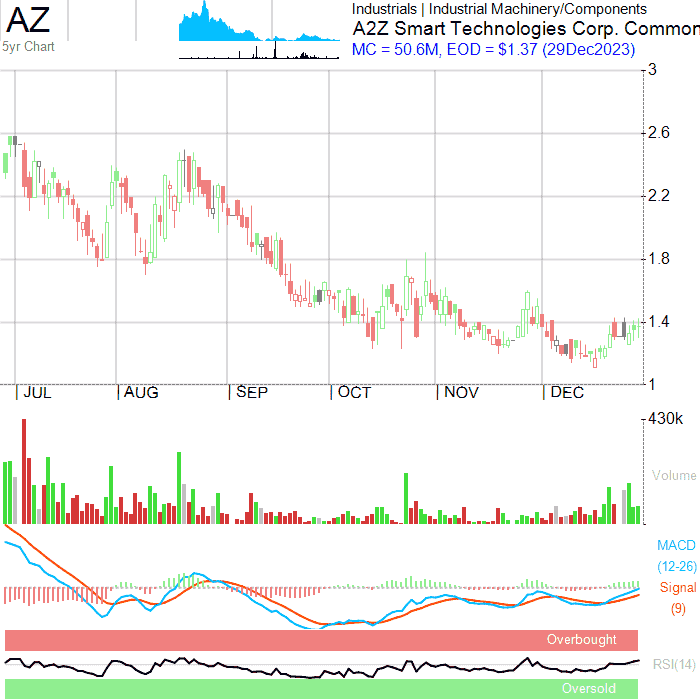 AZ
5yr Chart
Industrials | Industrial Machinery/Components
A2Z Smart Technologies Corp. Common
MC = 50.6M, EOD = $1.37 (29Dec2023)
3
2.6
2.2
1.8
1.4
1
JUL AUG SEP OCT NOV DEC
430k
Volume
MACD
(12-26)
Signal
(9)
Overbought
RSI(14)
Oversold